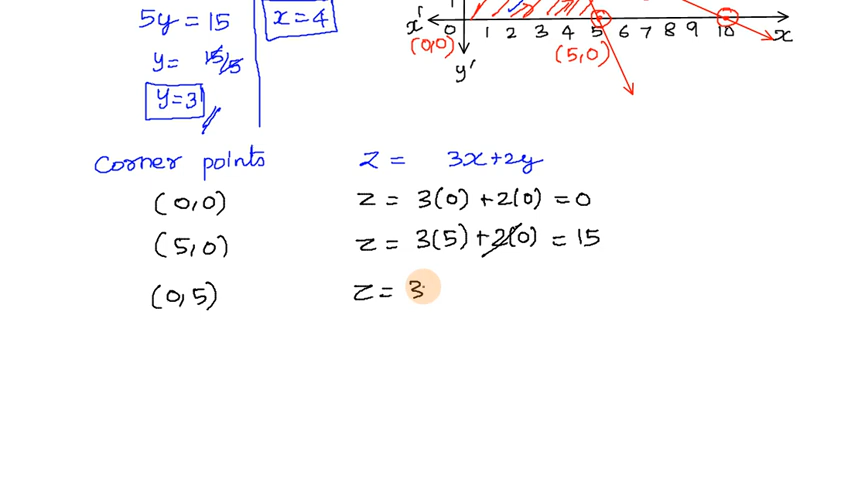 5y = 15
x = 4
y = 15/5
y = 3
1
x' 0 1 2 3 4 5 6 7 8 9 10 x
(0,0)
(5,0)
y'
corner points z = 3x+2y
(0,0) z = 3(0) + 2(0) = 0
(5,0) z = 3(5) + 2(0) = 15
(0,5) z = 3